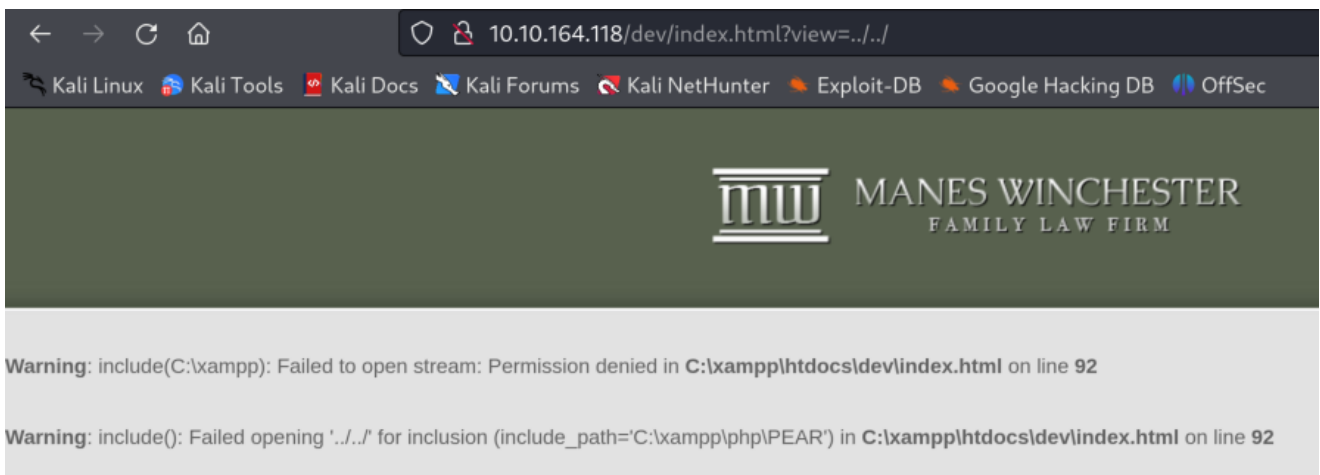 10.10.164.118/dev/index.html?view=../../
Kali Linux Kali Tools Kali Docs Kali Forums Kali NetHunter Exploit-DB Google Hacking DB OffSec
mw MANES WINCHESTER
FAMILY LAW FIRM
Warning: include(C:\xampp): Failed to open stream: Permission denied in C:\xampp\htdocs\dev\index.html on line 92
Warning: include(): Failed opening '../../' for inclusion (include_path='C:\xampp\php\PEAR') in C:\xampp\htdocs\dev\index.html on line 92